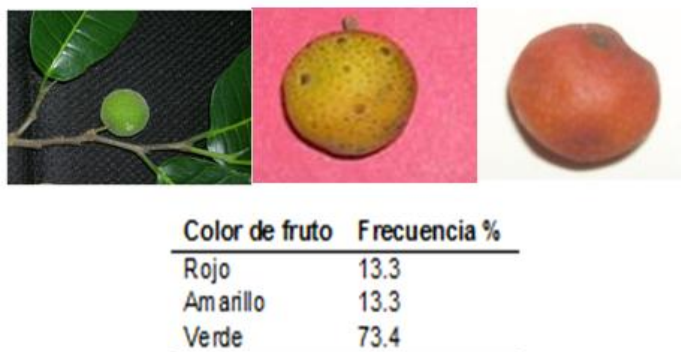 Color de fruto Frecuencia %
Rojo 13.3
Amarillo 13.3
Verde 73.4